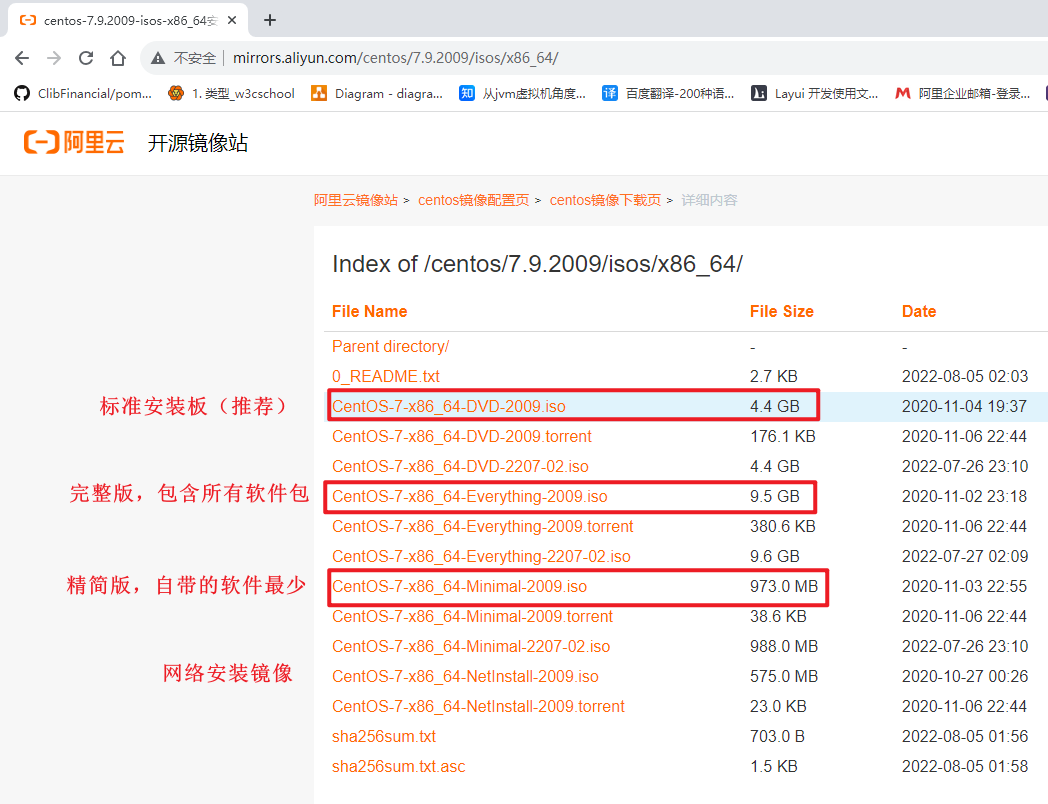 centos-7.9.2009-isos-x86_64安
不安全 | mirrors.aliyun.com/centos/7.9.2009/isos/x86_64/
ClibFinancial/pom... 1. 类型_w3cschool Diagram - diagra... 知 从jvm虚拟机角度... 译 百度翻译-200种语... Layui 开发使用文... 阿里企业邮箱-登录...
阿里云 开源镜像站
阿里云镜像站 > centos镜像配置页 > centos镜像下载页 > 详细内容
Index of /centos/7.9.2009/isos/x86_64/
File Name File Size Date
Parent directory/ - -
0_README.txt 2.7 KB 2022-08-05 02:03
标准安装板（推荐） CentOS-7-x86_64-DVD-2009.iso 4.4 GB 2020-11-04 19:37
CentOS-7-x86_64-DVD-2009.torrent 176.1 KB 2020-11-06 22:44
CentOS-7-x86_64-DVD-2207-02.iso 4.4 GB 2022-07-26 23:10
完整版，包含所有软件包 CentOS-7-x86_64-Everything-2009.iso 9.5 GB 2020-11-02 23:18
CentOS-7-x86_64-Everything-2009.torrent 380.6 KB 2020-11-06 22:44
CentOS-7-x86_64-Everything-2207-02.iso 9.6 GB 2022-07-27 02:09
精简版，自带的软件最少 CentOS-7-x86_64-Minimal-2009.iso 973.0 MB 2020-11-03 22:55
CentOS-7-x86_64-Minimal-2009.torrent 38.6 KB 2020-11-06 22:44
CentOS-7-x86_64-Minimal-2207-02.iso 988.0 MB 2022-07-26 23:10
网络安装镜像 CentOS-7-x86_64-NetInstall-2009.iso 575.0 MB 2020-10-27 00:26
CentOS-7-x86_64-NetInstall-2009.torrent 23.0 KB 2020-11-06 22:44
sha256sum.txt 703.0 B 2022-08-05 01:56
sha256sum.txt.asc 1.5 KB 2022-08-05 01:58